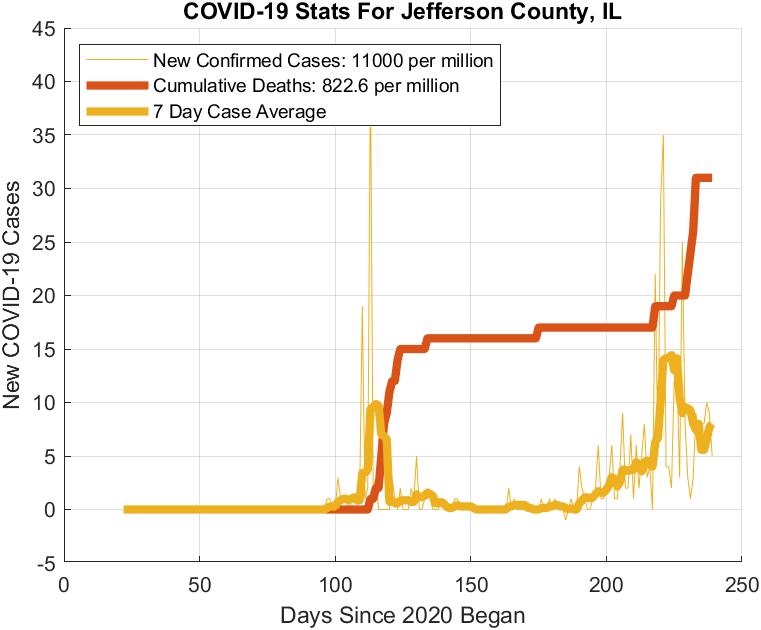 COVID-19 Stats For Jefferson County, IL
New Confirmed Cases: 11000 per million
Cumulative Deaths: 822.6 per million
7 Day Case Average
New COVID-19 Cases
45
40
35
30
25
20
15
10
5
0
-5
0 50 100 150 200 250
Days Since 2020 Began